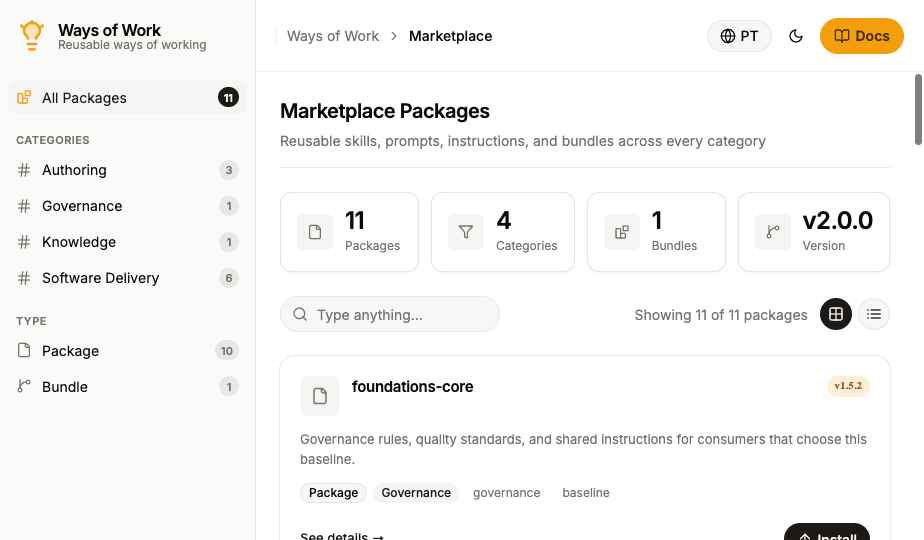 Ways of Work
Reusable ways of working
All Packages 11
CATEGORIES
# Authoring 3
# Governance 1
# Knowledge 1
# Software Delivery 6
TYPE
Package 10
Bundle 1
Ways of Work > Marketplace
PT
Docs
Marketplace Packages
Reusable skills, prompts, instructions, and bundles across every category
11
Packages
4
Categories
1
Bundles
v2.0.0
Version
Type anything...
Showing 11 of 11 packages
foundations-core
v1.5.2
Governance rules, quality standards, and shared instructions for consumers that choose this
baseline.
Package Governance governance baseline
See details →
Install